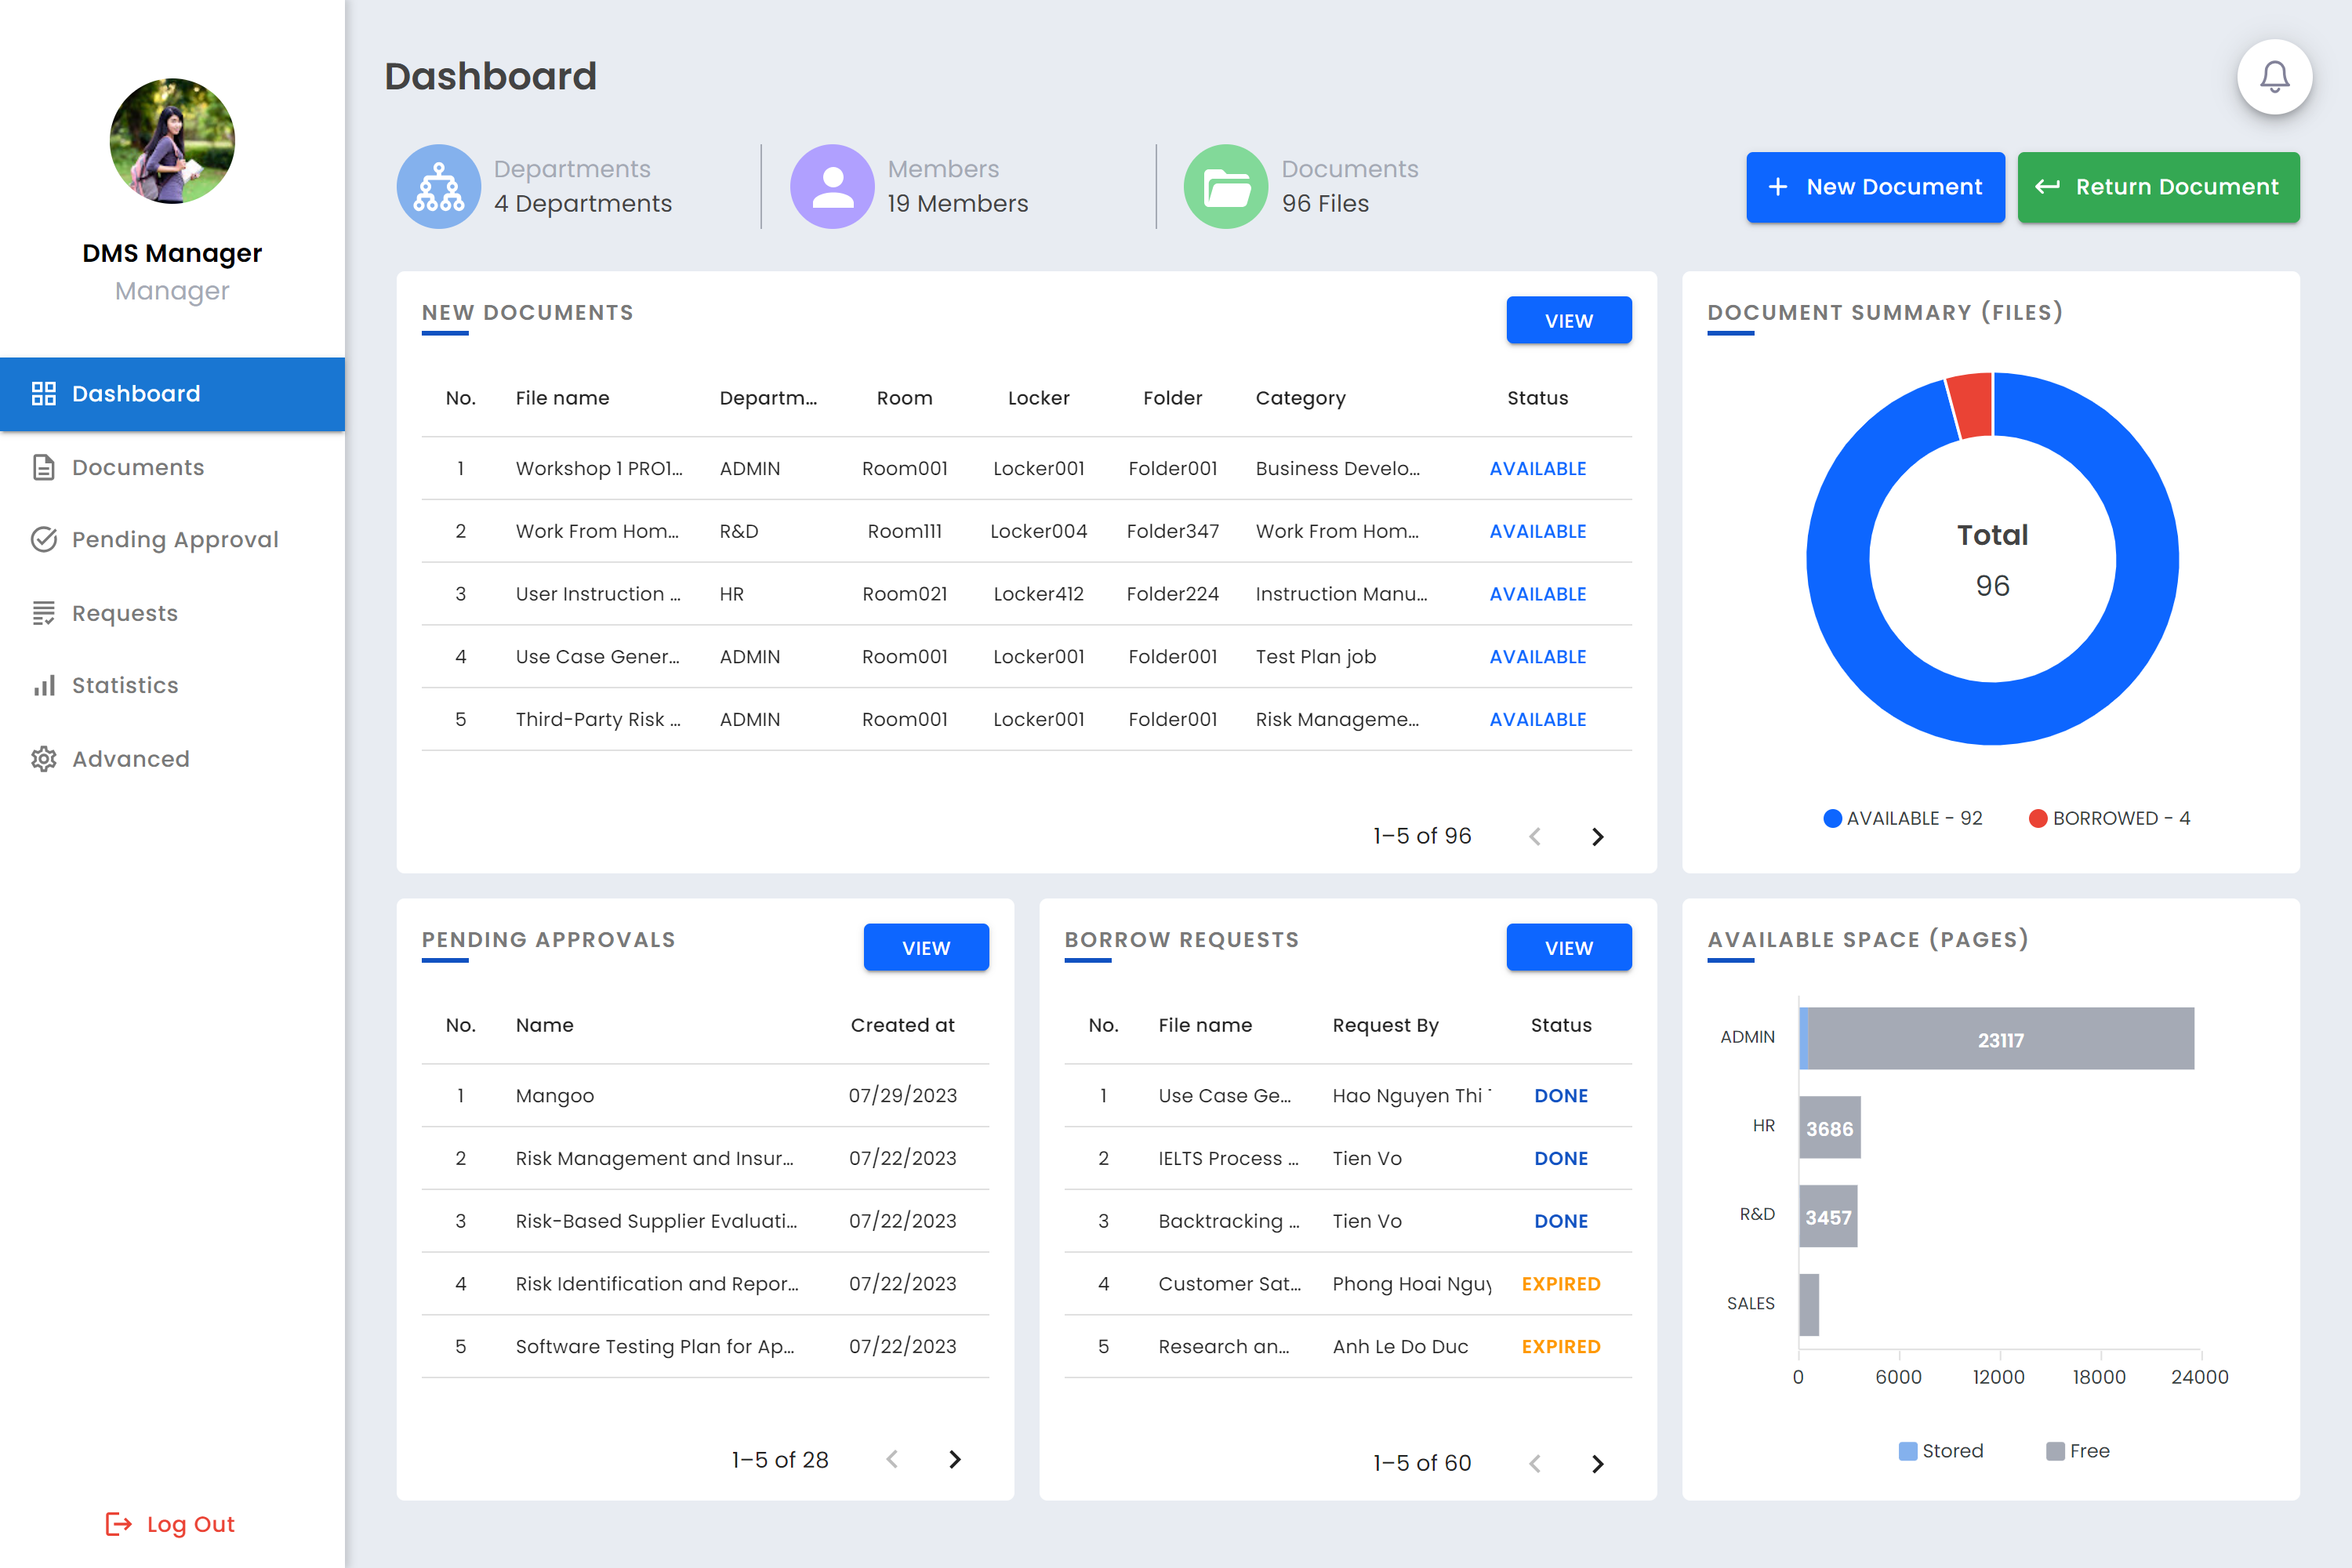 DMS Manager
Manager
Dashboard
Documents
Pending Approval
Requests
Statistics
Advanced
Log Out
Dashboard
Departments
4 Departments
Members
19 Members
Documents
96 Files
New Document
Return Document
NEW DOCUMENTS
VIEW
No. File name Departm... Room Locker Folder Category Status
1 Workshop 1 PRO1... ADMIN Room001 Locker001 Folder001 Business Develo... AVAILABLE
2 Work From Hom... R&D Room111 Locker004 Folder347 Work From Hom... AVAILABLE
3 User Instruction ... HR Room021 Locker412 Folder224 Instruction Manu... AVAILABLE
4 Use Case Gener... ADMIN Room001 Locker001 Folder001 Test Plan job AVAILABLE
5 Third-Party Risk ... ADMIN Room001 Locker001 Folder001 Risk Manageme... AVAILABLE
1–5 of 96
DOCUMENT SUMMARY (FILES)
Total
96
AVAILABLE - 92 BORROWED - 4
PENDING APPROVALS
VIEW
No. Name Created at
1 Mangoo 07/29/2023
2 Risk Management and Insur... 07/22/2023
3 Risk-Based Supplier Evaluati... 07/22/2023
4 Risk Identification and Repor... 07/22/2023
5 Software Testing Plan for Ap... 07/22/2023
1–5 of 28
BORROW REQUESTS
VIEW
No. File name Request By Status
1 Use Case Ge... Hao Nguyen Thi DONE
2 IELTS Process ... Tien Vo DONE
3 Backtracking ... Tien Vo DONE
4 Customer Sat... Phong Hoai Nguy EXPIRED
5 Research an... Anh Le Do Duc EXPIRED
1–5 of 60
AVAILABLE SPACE (PAGES)
ADMIN 23117
HR 3686
R&D 3457
SALES
0 6000 12000 18000 24000
Stored Free